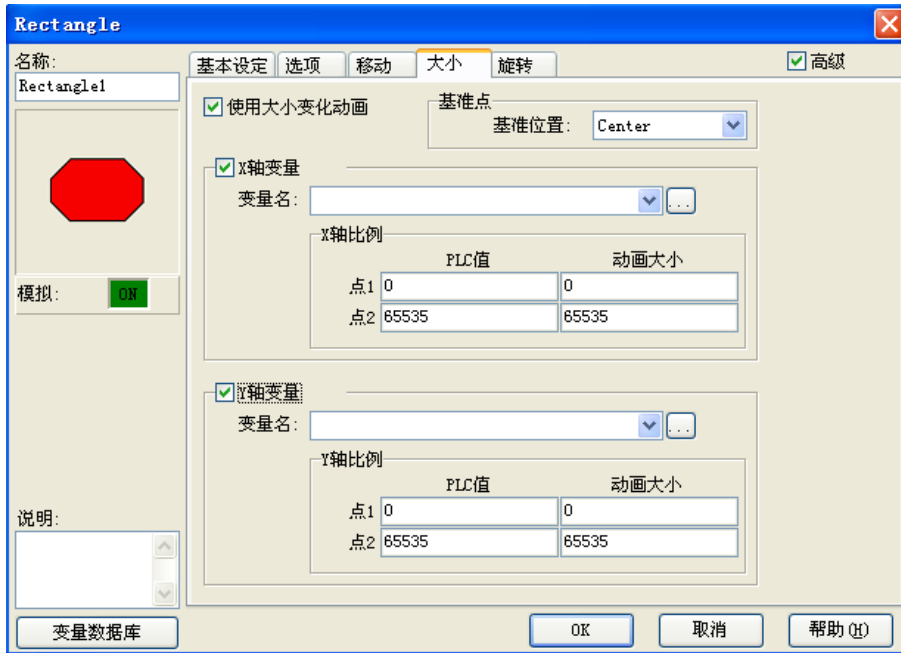 Rectangle
名称:
Rectangle1
基本设定 选项 移动 大小 旋转
高级
使用大小变化动画
基准点
基准位置: Center
X轴变量
变量名: ...
X轴比例
PLC值 动画大小
点1 0 0
点2 65535 65535
模拟: ON
Y轴变量
变量名: ...
Y轴比例
PLC值 动画大小
点1 0 0
点2 65535 65535
说明:
变量数据库
OK 取消 帮助(H)